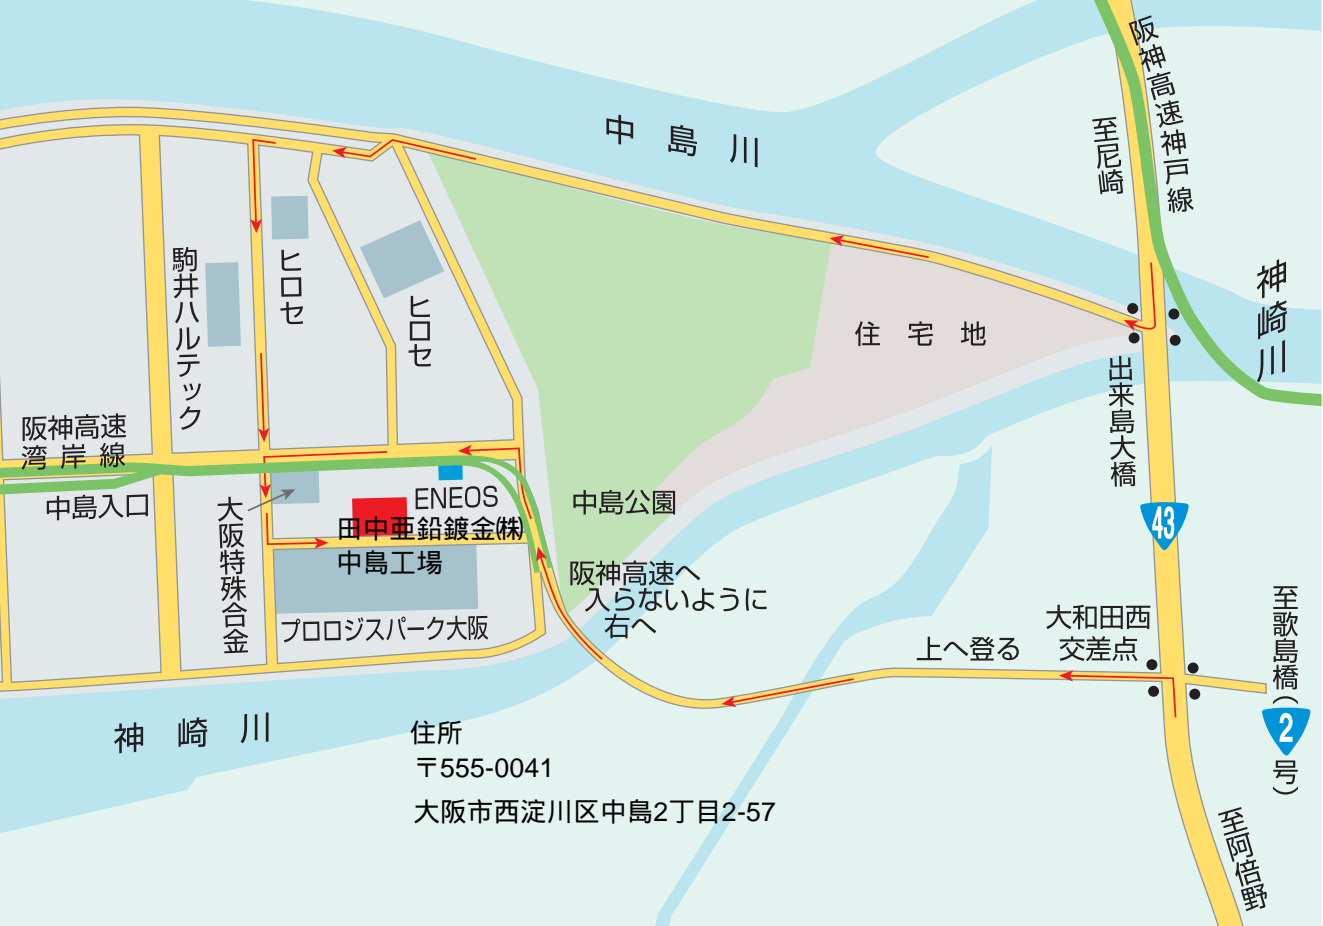 阪神高速神戸線
至尼崎
中島川
神崎川
住宅地
出来島大橋
駒井ハルテック
ヒロセ
ヒロセ
阪神高速
湾岸線
中島入口
大阪特殊合金
ENEOS
田中亜鉛鍍金㈱
中島工場
プロロジスパーク大阪
中島公園
阪神高速へ
入らないように
右へ
43
大和田西
交差点
上へ登る
至歌島橋(2号)
至阿倍野
神崎川
住所
〒555-0041
大阪市西淀川区中島2丁目2-57